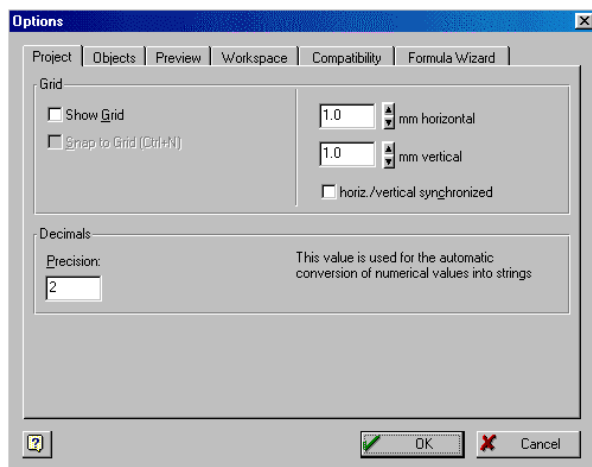 Options
Project Objects Preview Workspace Compatibility Formula Wizard
Grid
Show Grid
Snap to Grid (Ctrl+N)
1.0 mm horizontal
1.0 mm vertical
horiz./vertical synchronized
Decimals
Precision:
2
This value is used for the automatic
conversion of numerical values into strings
OK Cancel